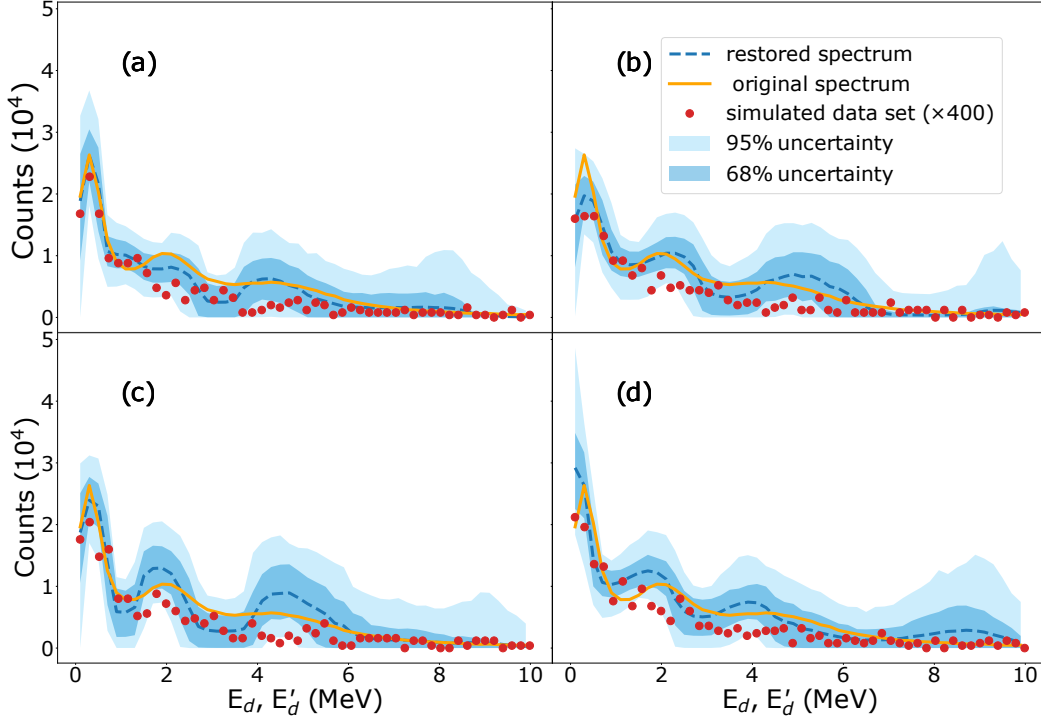 5
4
3
2
1
0
Counts (10⁴)
(a)
(b)
restored spectrum
original spectrum
simulated data set (×400)
95% uncertainty
68% uncertainty
5
4
3
2
1
0
Counts (10⁴)
(c)
(d)
0 2 4 6 8 10
0 2 4 6 8 10
E_d, E'_d (MeV)
E_d, E'_d (MeV)